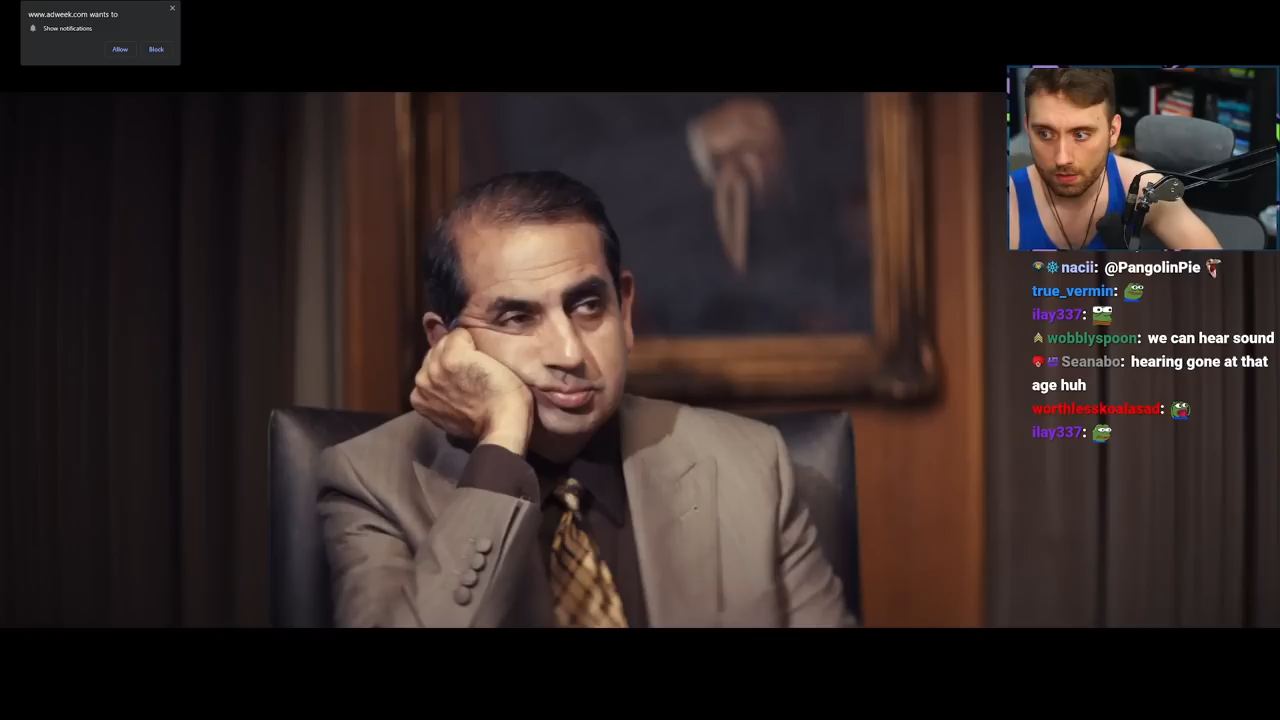 www.adweek.com wants to
Show notifications
Allow
Block
nacii: @PangolinPie
true_vermin:
ilay337:
wobblyspoon: we can hear sound
Seanabo: hearing gone at that
age huh
worthlesskoalasad:
ilay337: